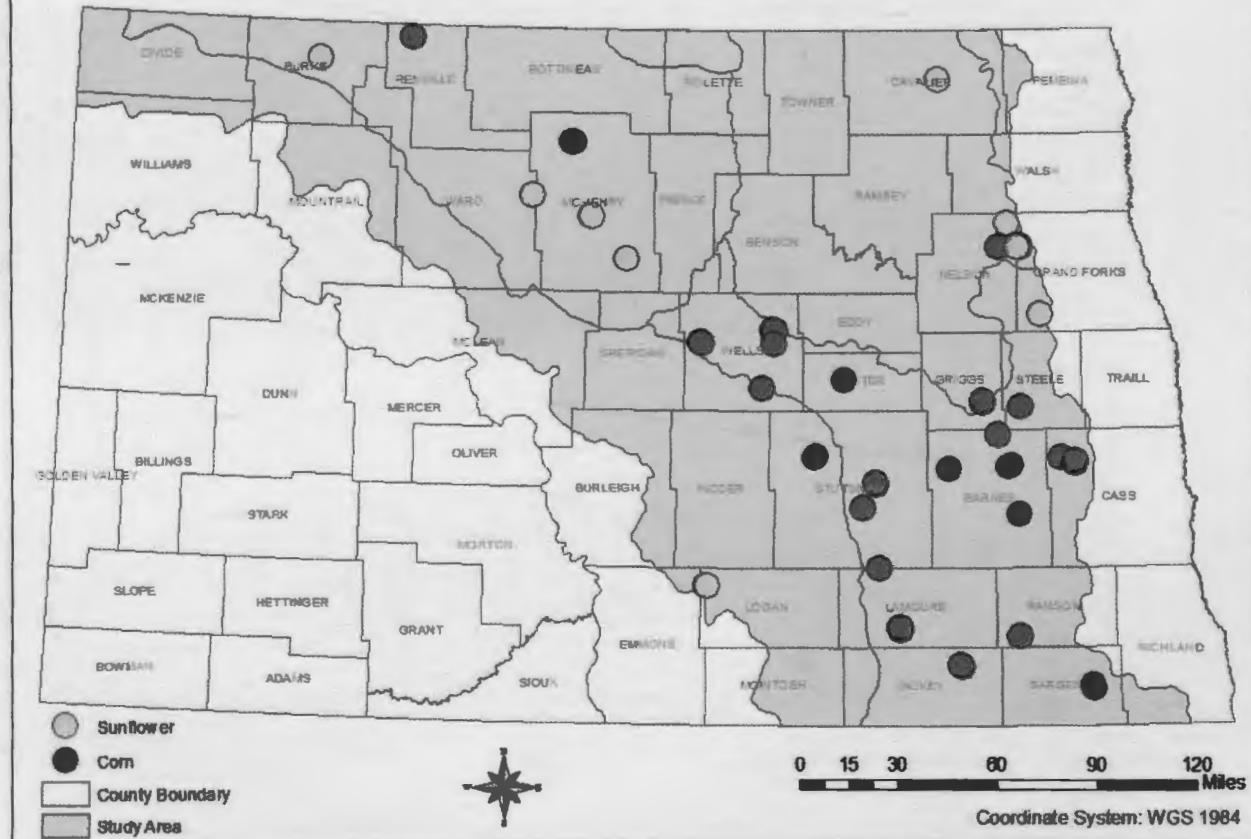 DIVIDE
BURKE
RENVILLE
BOTTINEAU
ROLETTE
TOWNER
CAVALIER
PEMBINA
WILLIAMS
MOUNTRAIL
WARD
MCHENRY
PIERCE
BENSON
RAMSEY
WALSH
NELSON
GRAND FORKS
MCKENZIE
MCLEAN
SHERIDAN
WELLS
EDDY
GRIGGS
STEELE
TRAILL
DUNN
MERCER
OLIVER
BURLEIGH
KIDDER
STUTSMAN
BARNES
CASS
GOLDEN VALLEY
BILLINGS
STARK
MORTON
SLOPE
HETTINGER
GRANT
EMMONS
LOGAN
LAMOURE
RANSOM
RICHLAND
BOWMAN
ADAMS
SIOUX
MCINTOSH
DICKEY
SARGENT
Sunflower
Corn
County Boundary
Study Area
0 15 30 60 90 120
Miles
Coordinate System: WGS 1984